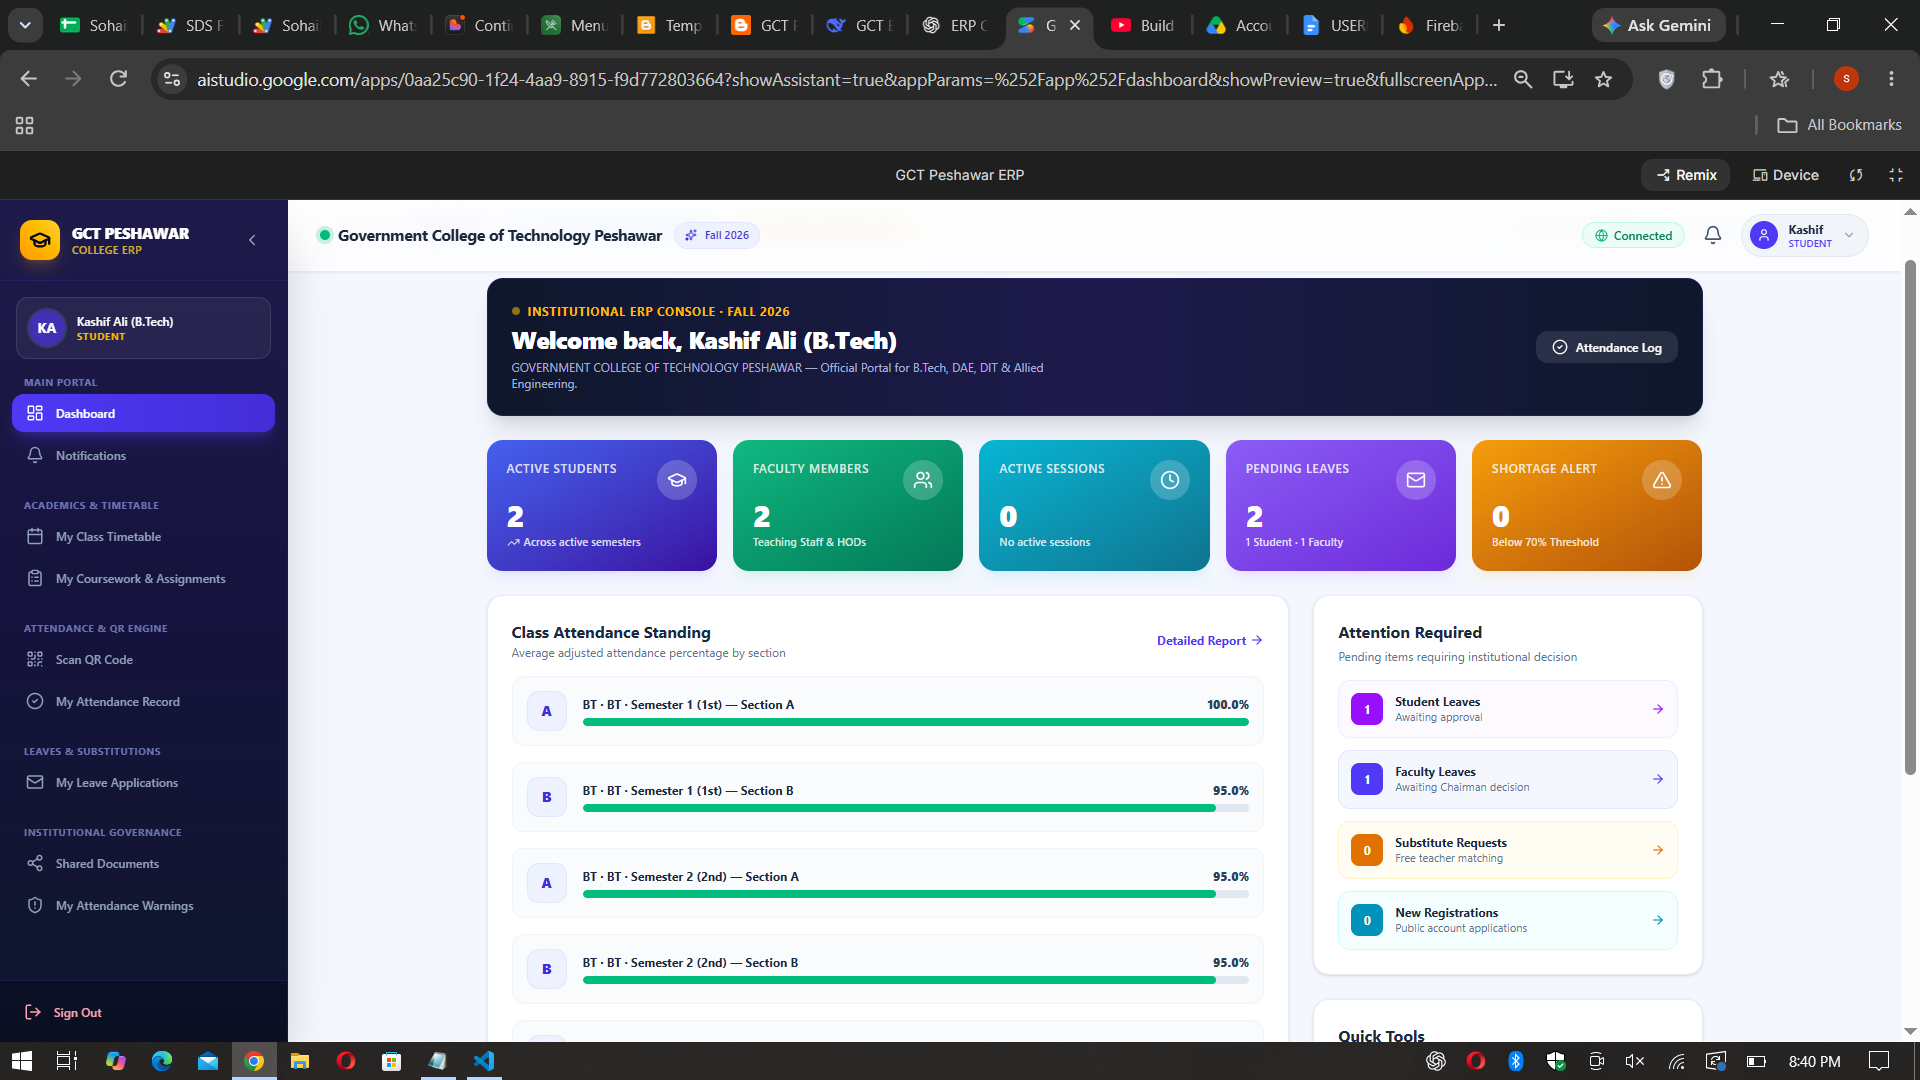 Sohai
SDS F
Sohai
What
Conti
Menu
Temp
GCT F
GCT E
ERP C
G
Build
Accou
USER
Fireba
Ask Gemini
aistudio.google.com/apps/0aa25c90-1f24-4aa9-8915-f9d772803664?showAssistant=true&appParams=%252Fapp%252Fdashboard&showPreview=true&fullscreenApp...
S
All Bookmarks
GCT Peshawar ERP
Remix
Device
GCT PESHAWAR
COLLEGE ERP
Government College of Technology Peshawar
Fall 2026
Connected
Kashif
STUDENT
KA
Kashif Ali (B.Tech)
STUDENT
MAIN PORTAL
Dashboard
Notifications
ACADEMICS & TIMETABLE
My Class Timetable
My Coursework & Assignments
ATTENDANCE & QR ENGINE
Scan QR Code
My Attendance Record
LEAVES & SUBSTITUTIONS
My Leave Applications
INSTITUTIONAL GOVERNANCE
Shared Documents
My Attendance Warnings
Sign Out
INSTITUTIONAL ERP CONSOLE · FALL 2026
Welcome back, Kashif Ali (B.Tech)
GOVERNMENT COLLEGE OF TECHNOLOGY PESHAWAR — Official Portal for B.Tech, DAE, DIT & Allied
Engineering.
Attendance Log
ACTIVE STUDENTS
2
Across active semesters
FACULTY MEMBERS
2
Teaching Staff & HODs
ACTIVE SESSIONS
0
No active sessions
PENDING LEAVES
2
1 Student · 1 Faculty
SHORTAGE ALERT
0
Below 70% Threshold
Class Attendance Standing
Average adjusted attendance percentage by section
Detailed Report
A
BT · BT · Semester 1 (1st) — Section A
100.0%
B
BT · BT · Semester 1 (1st) — Section B
95.0%
A
BT · BT · Semester 2 (2nd) — Section A
95.0%
B
BT · BT · Semester 2 (2nd) — Section B
95.0%
Attention Required
Pending items requiring institutional decision
1
Student Leaves
Awaiting approval
1
Faculty Leaves
Awaiting Chairman decision
0
Substitute Requests
Free teacher matching
0
New Registrations
Public account applications
Quick Tools
8:40 PM